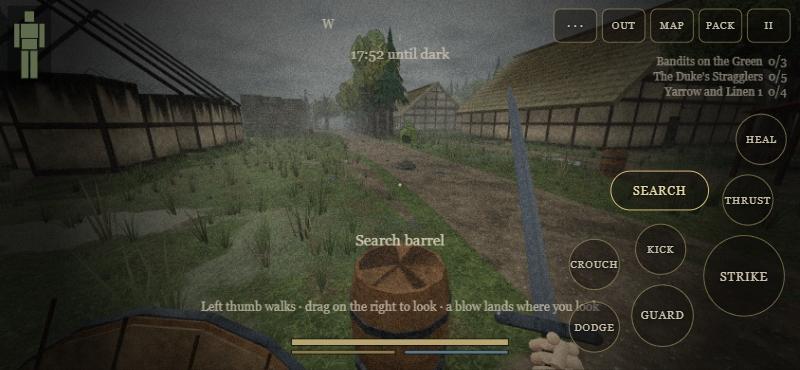 W
17:52 until dark
... OUT MAP PACK II
Bandits on the Green 0/3
The Duke's Stragglers 0/5
Yarrow and Linen 1 0/4
HEAL
SEARCH
THRUST
Search barrel
KICK
CROUCH
STRIKE
Left thumb walks · drag on the right to look · a blow lands where you look
GUARD
DODGE